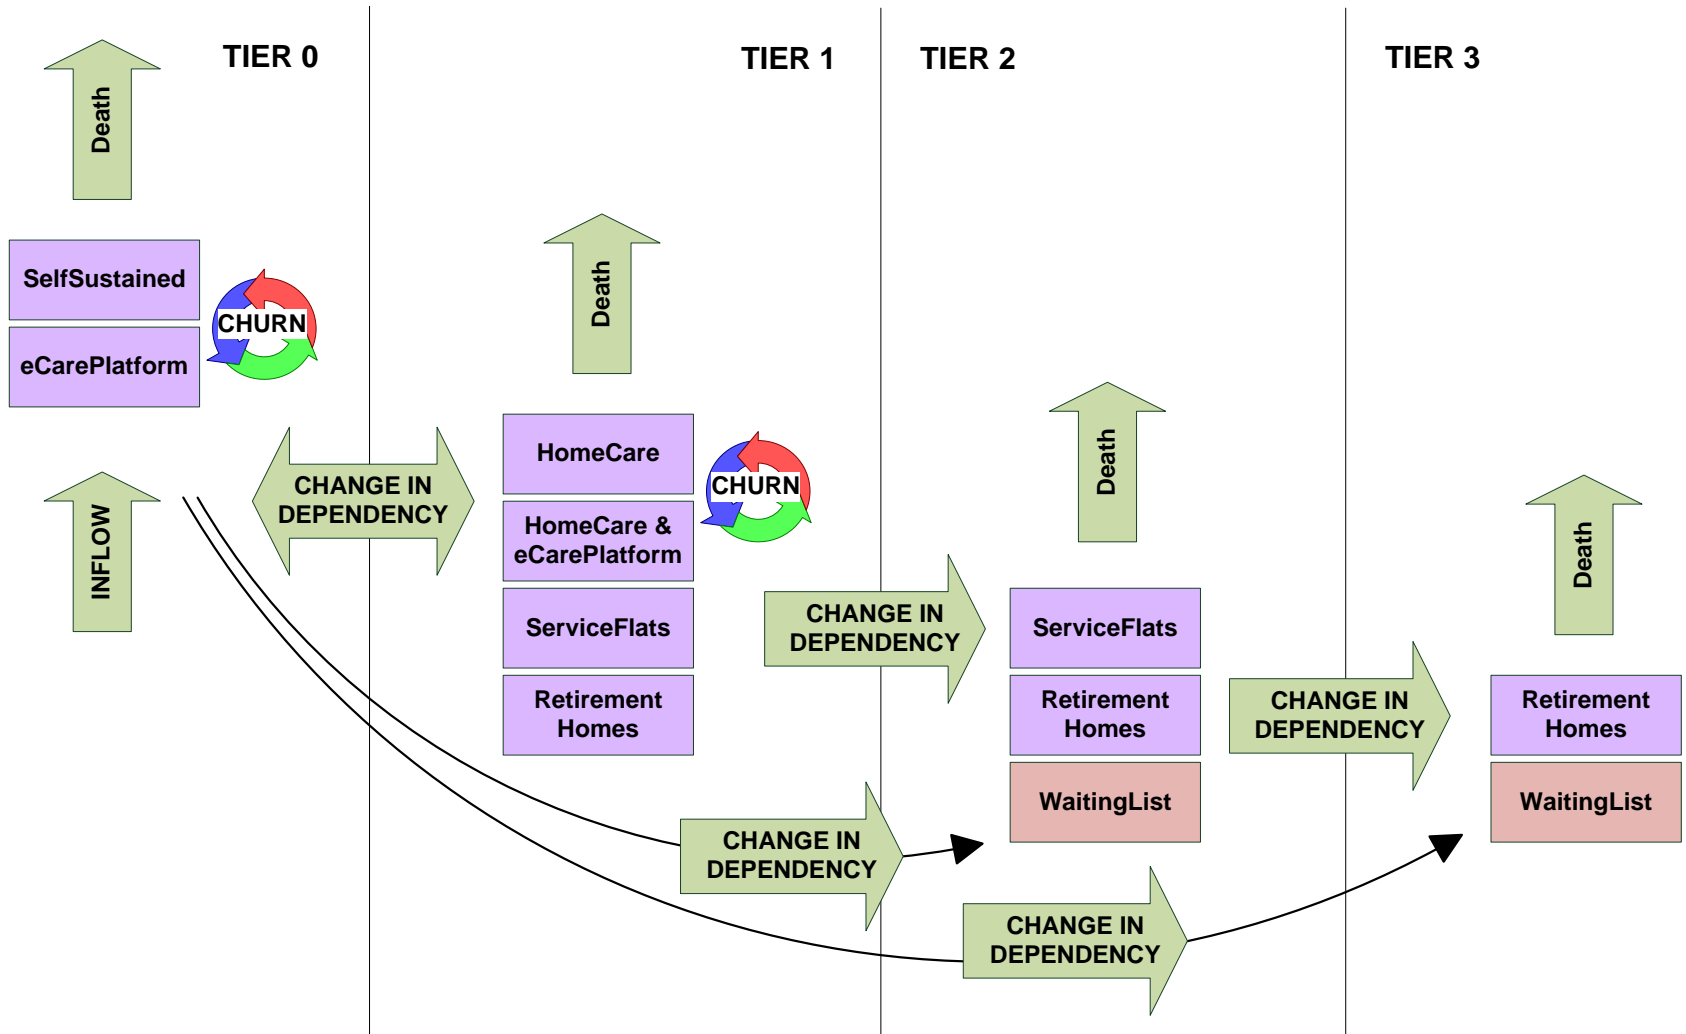 TIER 0
TIER 1
TIER 2
TIER 3
Death
SelfSustained
eCarePlatform
CHURN
INFLOW
CHANGE IN
DEPENDENCY
Death
HomeCare
HomeCare &
eCarePlatform
ServiceFlats
Retirement
Homes
CHURN
CHANGE IN
DEPENDENCY
Death
ServiceFlats
Retirement
Homes
WaitingList
CHANGE IN
DEPENDENCY
Death
Retirement
Homes
WaitingList
CHANGE IN
DEPENDENCY
CHANGE IN
DEPENDENCY